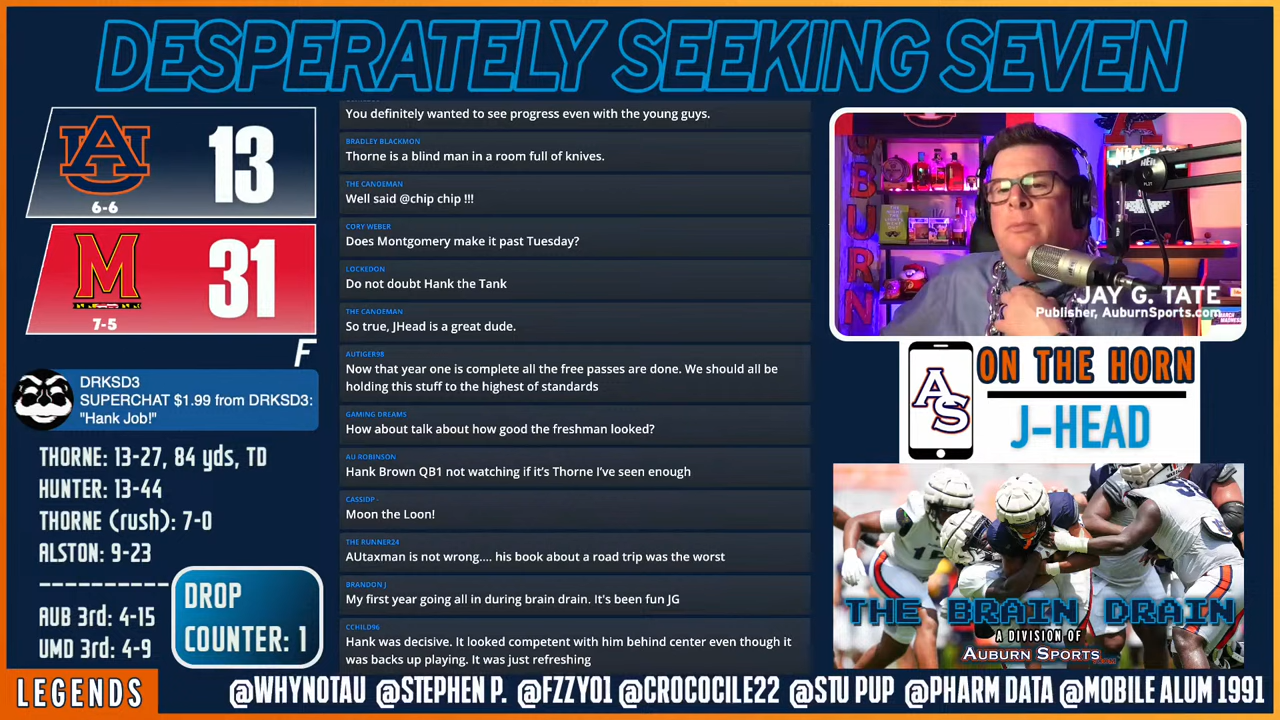 DESPERATELY SEEKING SEVEN
AU
13
6-6
M
31
7-5
F
DRKSD3
SUPERCHAT $1.99 from DRKSD3:
"Hank Job!"
THORNE: 13-27, 84 yds, TD
HUNTER: 13-44
THORNE (rush): 7-0
ALSTON: 9-23
AUB 3rd: 4-15
UMD 3rd: 4-9
DROP
COUNTER: 1
You definitely wanted to see progress even with the young guys.
BRADLEY BLACKMON
Thorne is a blind man in a room full of knives.
THE CANOEMAN
Well said @chip chip !!!
CORY WEBER
Does Montgomery make it past Tuesday?
LOCKEDON
Do not doubt Hank the Tank
THE CANOEMAN
So true, JHead is a great dude.
AUTIGER98
Now that year one is complete all the free passes are done. We should all be
holding this stuff to the highest of standards
GAMING DREAMS
How about talk about how good the freshman looked?
AU ROBINSON
Hank Brown QB1 not watching if it's Thorne I've seen enough
CASSIDP-
Moon the Loon!
THE RUNNER24
AUtaxman is not wrong.... his book about a road trip was the worst
BRANDON J
My first year going all in during brain drain. It's been fun JG
CCHILD96
Hank was decisive. It looked competent with him behind center even though it
was backs up playing. It was just refreshing
BURN
JAY G. TATE
Publisher, AuburnSports.com
AS
ON THE HORN
J-HEAD
THE BRAIN DRAIN
A DIVISION OF
AUBURN SPORTS.COM
LEGENDS
@WHYNOTAU @STEPHEN P. @FZZY01 @CROCOCILE22 @STU PUP @PHARM DATA @MOBILE ALUM 1991